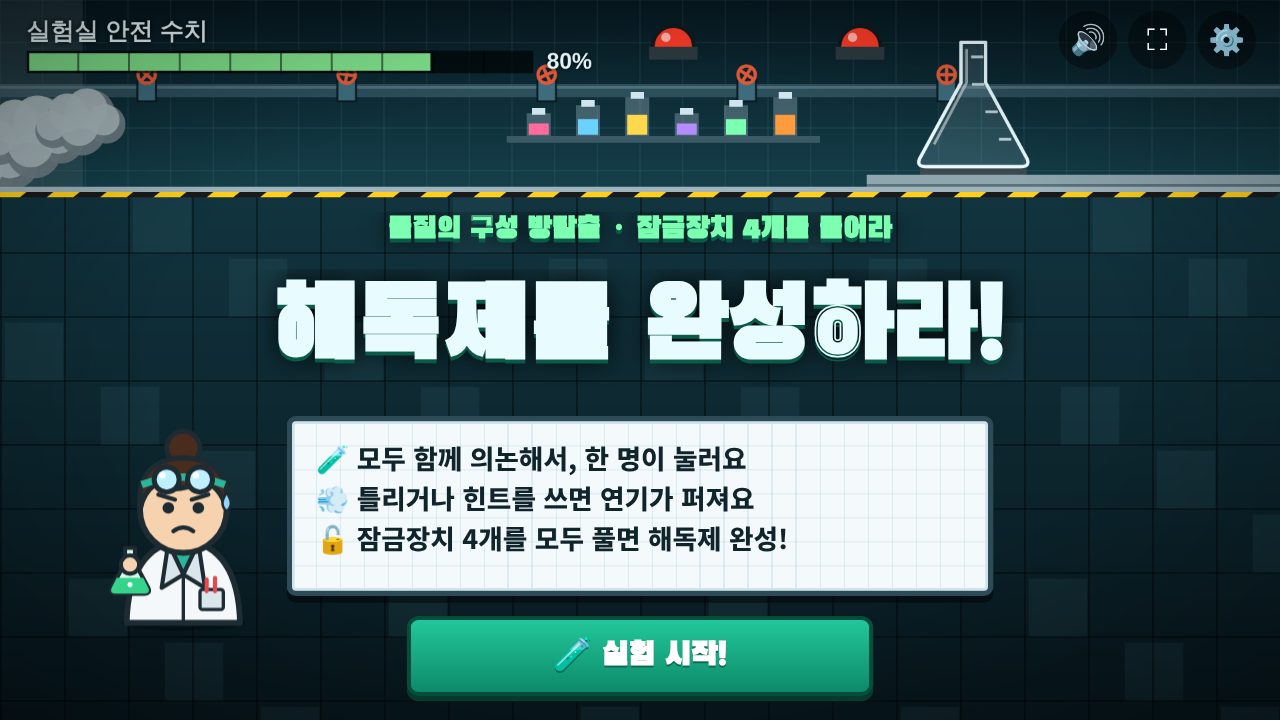 실험실 안전 수치
80%
물질의 구성 방탈출 · 잠금장치 4개를 풀어라
해독제를 완성하라!
모두 함께 의논해서, 한 명이 눌러요
틀리거나 힌트를 쓰면 연기가 퍼져요
잠금장치 4개를 모두 풀면 해독제 완성!
실험 시작!